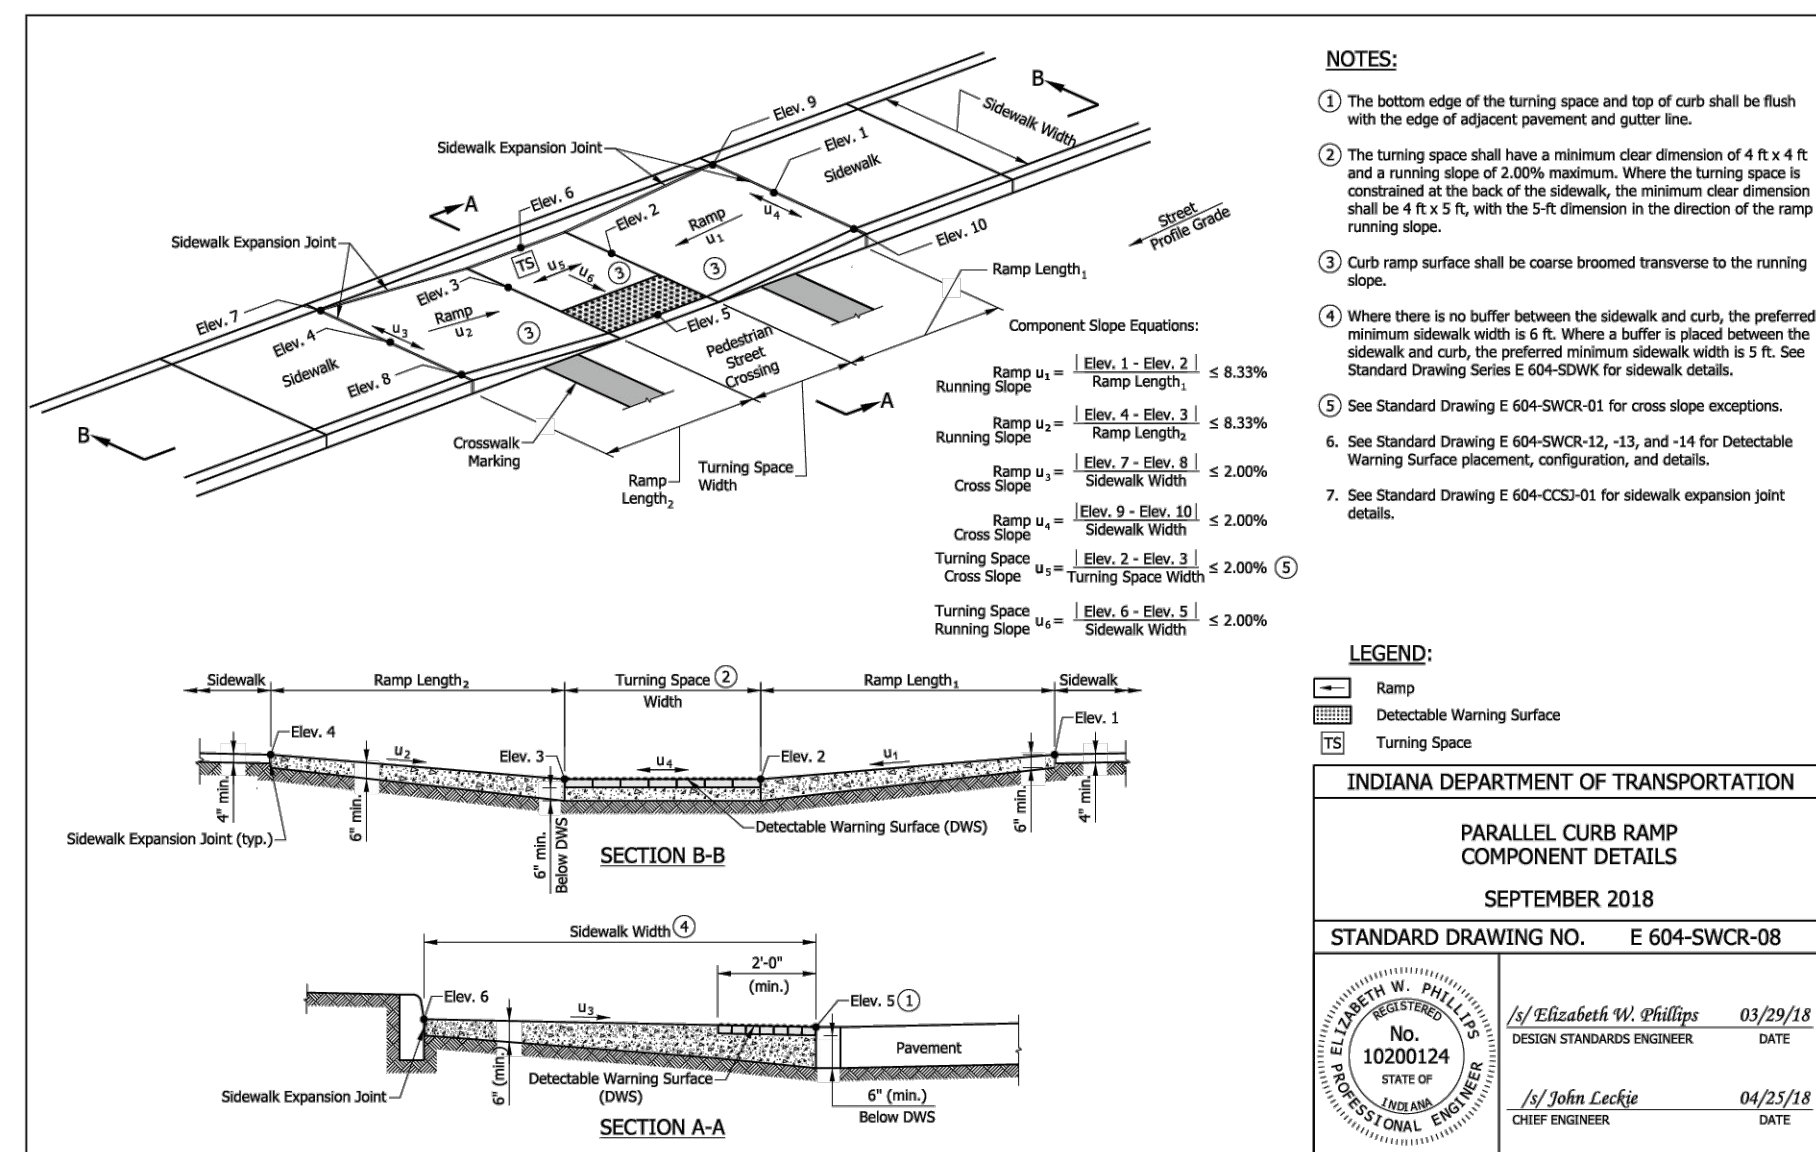 B
Sidewalk Width
Elev. 9
Elev. 1
Sidewalk
Sidewalk Expansion Joint
u4
A
Elev. 6
Elev. 2
Ramp
u1
Elev. 10
Street
Profile Grade
Sidewalk Expansion Joint
TS
u5
u6
3
3
Ramp Length1
Elev. 3
Elev. 7
Elev. 4
u3
Ramp
u2
3
Elev. 5
Pedestrian
Street
Crossing
Sidewalk
Elev. 8
A
B
Crosswalk
Marking
Ramp
Length2
Turning Space
Width
Component Slope Equations:
Ramp u1 = | Elev. 1 - Elev. 2 | ≤ 8.33%
Running Slope Ramp Length1
Ramp u2 = | Elev. 4 - Elev. 3 | ≤ 8.33%
Running Slope Ramp Length2
Ramp u3 = | Elev. 7 - Elev. 8 | ≤ 2.00%
Cross Slope Sidewalk Width
Ramp u4 = |Elev. 9 - Elev. 10| ≤ 2.00%
Cross Slope Sidewalk Width
Turning Space u5 = | Elev. 2 - Elev. 3 | ≤ 2.00% 5
Cross Slope Turning Space Width
Turning Space u6 = | Elev. 6 - Elev. 5 | ≤ 2.00%
Running Slope Sidewalk Width
NOTES:
1 The bottom edge of the turning space and top of curb shall be flush
with the edge of adjacent pavement and gutter line.
2 The turning space shall have a minimum clear dimension of 4 ft x 4 ft
and a running slope of 2.00% maximum. Where the turning space is
constrained at the back of the sidewalk, the minimum clear dimension
shall be 4 ft x 5 ft, with the 5-ft dimension in the direction of the ramp
running slope.
3 Curb ramp surface shall be coarse broomed transverse to the running
slope.
4 Where there is no buffer between the sidewalk and curb, the preferred
minimum sidewalk width is 6 ft. Where a buffer is placed between the
sidewalk and curb, the preferred minimum sidewalk width is 5 ft. See
Standard Drawing Series E 604-SDWK for sidewalk details.
5 See Standard Drawing E 604-SWCR-01 for cross slope exceptions.
6. See Standard Drawing E 604-SWCR-12, -13, and -14 for Detectable
Warning Surface placement, configuration, and details.
7. See Standard Drawing E 604-CCSJ-01 for sidewalk expansion joint
details.
Sidewalk
Ramp Length2
Turning Space 2
Width
Ramp Length1
Sidewalk
Elev. 4
u2
Elev. 3
u4
Elev. 2
u1
Elev. 1
4" min.
6" min.
6" min.
Below DWS
6" min.
4" min.
Sidewalk Expansion Joint (typ.)
Detectable Warning Surface (DWS)
SECTION B-B
Sidewalk Width 4
2'-0"
(min.)
Elev. 6
u3
Elev. 5 1
Pavement
6" (min.)
Detectable Warning Surface
(DWS)
Sidewalk Expansion Joint
6" (min.)
Below DWS
SECTION A-A
LEGEND:
Ramp
Detectable Warning Surface
TS Turning Space
INDIANA DEPARTMENT OF TRANSPORTATION
PARALLEL CURB RAMP
COMPONENT DETAILS
SEPTEMBER 2018
STANDARD DRAWING NO. E 604-SWCR-08
ELIZABETH W. PHILLIPS
REGISTERED
No.
10200124
STATE OF
INDIANA
PROFESSIONAL ENGINEER
/s/ Elizabeth W. Phillips 03/29/18
DESIGN STANDARDS ENGINEER DATE
/s/ John Leckie 04/25/18
CHIEF ENGINEER DATE